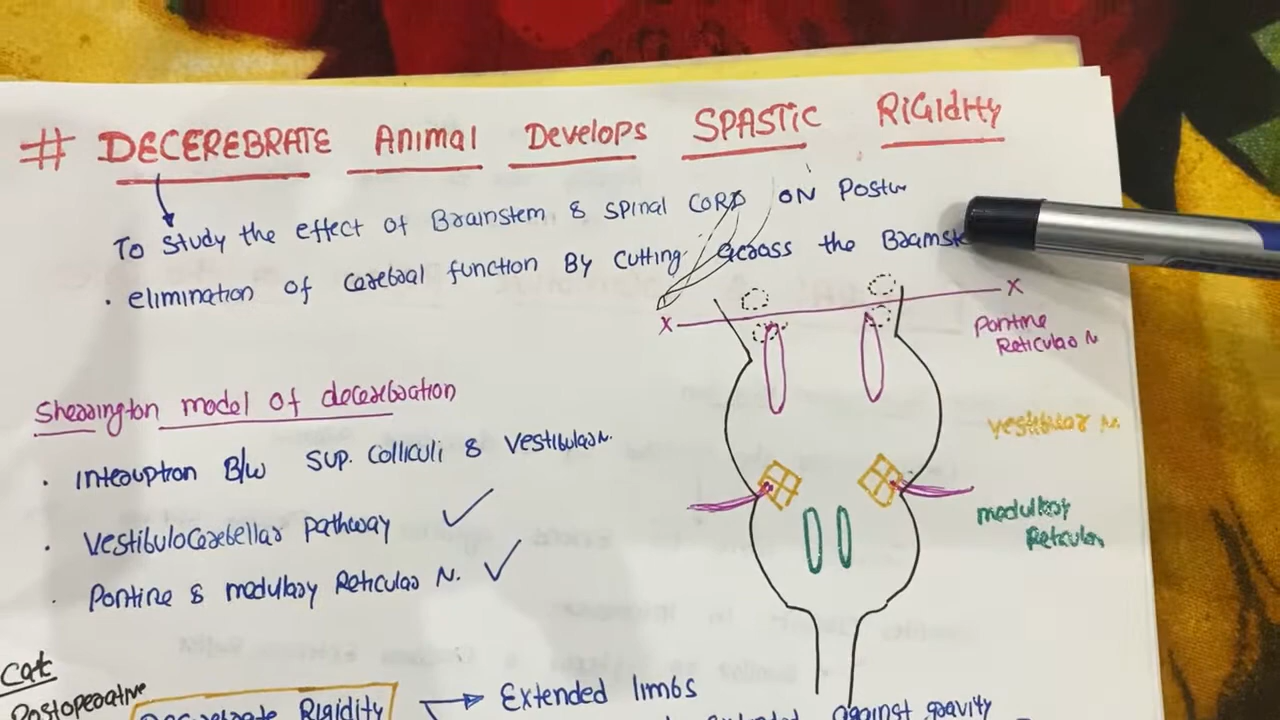 # DECEREBRATE Animal Develops SPASTIC RIGIdity
To study the effect of Brainstem & spinal CORD ON Postu
. elimination of cerebral function By cutting across the Bramste
x x
Pontine
Reticular N
Sherrington model of decerebration
. Interruption B/w sup. colliculi & vestibular N.
. vestibulocerebellar pathway ✓
. Pontine & medullary Reticular N. ✓
vestibular N.
medullary
Reticular
cat
Postoperative
Rigidity
Extended limbs
against gravity